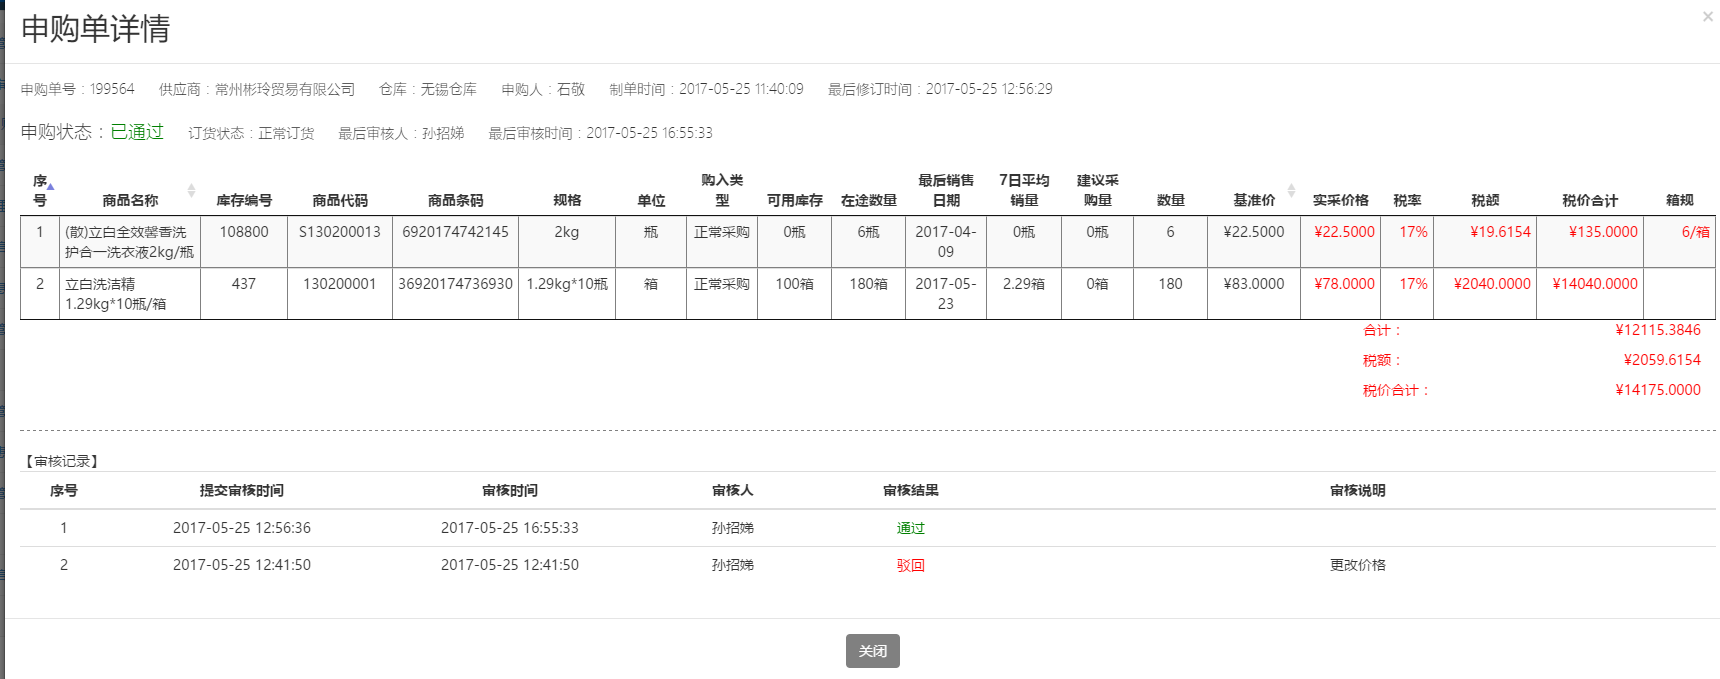 申购单详情
×
申购单号：199564 供应商：常州彬玲贸易有限公司 仓库：无锡仓库 申购人：石敬 制单时间：2017-05-25 11:40:09 最后修订时间：2017-05-25 12:56:29
申购状态：已通过 订货状态：正常订货 最后审核人：孙招娣 最后审核时间：2017-05-25 16:55:33
序号 商品名称 库存编号 商品代码 商品条码 规格 单位 购入类型 可用库存 在途数量 最后销售日期 7日平均销量 建议采购量 数量 基准价 实采价格 税率 税额 税价合计 箱规
1 (散)立白全效馨香洗护合一洗衣液2kg/瓶 108800 S130200013 6920174742145 2kg 瓶 正常采购 0瓶 6瓶 2017-04-09 0瓶 0瓶 6 ¥22.5000 ¥22.5000 17% ¥19.6154 ¥135.0000 6/箱
2 立白洗洁精1.29kg*10瓶/箱 437 130200001 36920174736930 1.29kg*10瓶 箱 正常采购 100箱 180箱 2017-05-23 2.29箱 0箱 180 ¥83.0000 ¥78.0000 17% ¥2040.0000 ¥14040.0000
合计： ¥12115.3846
税额： ¥2059.6154
税价合计： ¥14175.0000
【审核记录】
序号 提交审核时间 审核时间 审核人 审核结果 审核说明
1 2017-05-25 12:56:36 2017-05-25 16:55:33 孙招娣 通过
2 2017-05-25 12:41:50 2017-05-25 12:41:50 孙招娣 驳回 更改价格
关闭